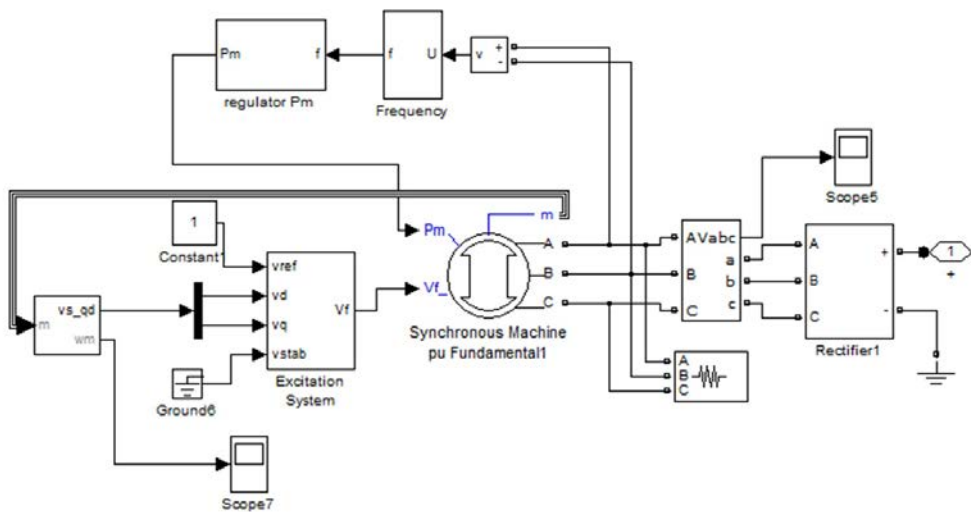 Pm
f
regulator Pm
f
U
Frequency
v
+
-
m
Pm
Vf_
A
B
C
Synchronous Machine
pu Fundamental1
1
Constant1
vref
vd
vq
vstab
Vf
Excitation
System
Ground6
m
vs_qd
wm
Scope7
Scope5
A
Vabc
B
C
a
b
c
A
B
C
+
-
Rectifier1
1
+
A
B
C